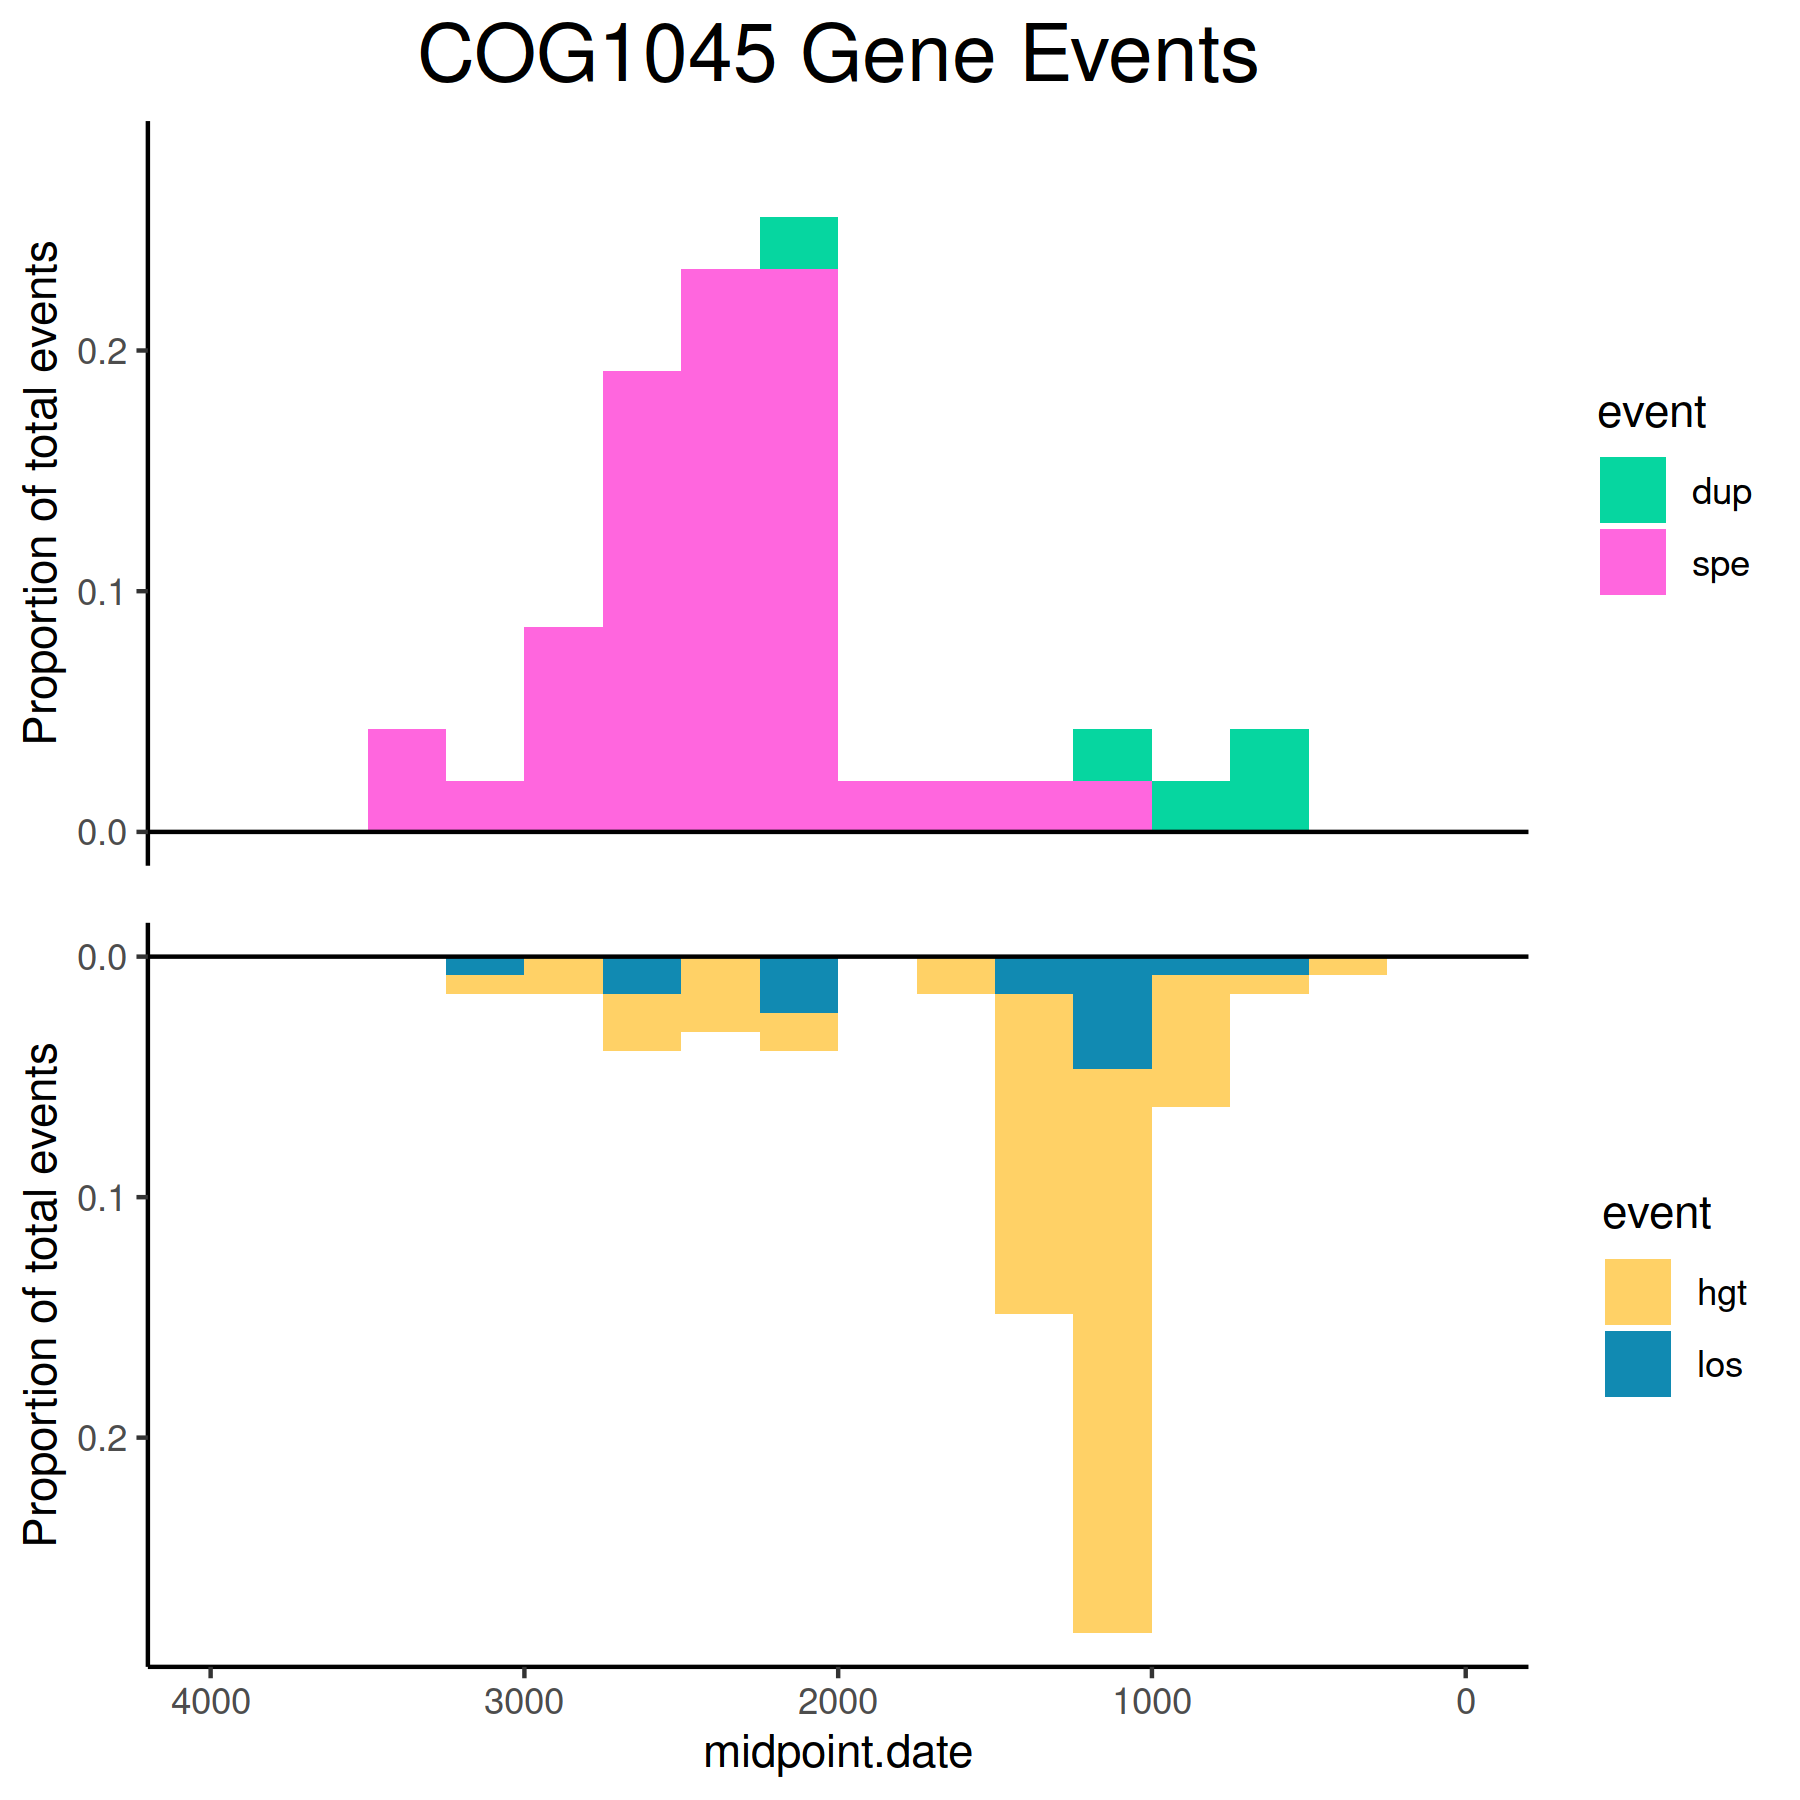 COG1045 Gene Events
Proportion of total events
0.2
0.1
0.0
event
dup
spe
Proportion of total events
0.0
0.1
0.2
event
hgt
los
4000 3000 2000 1000 0
midpoint.date